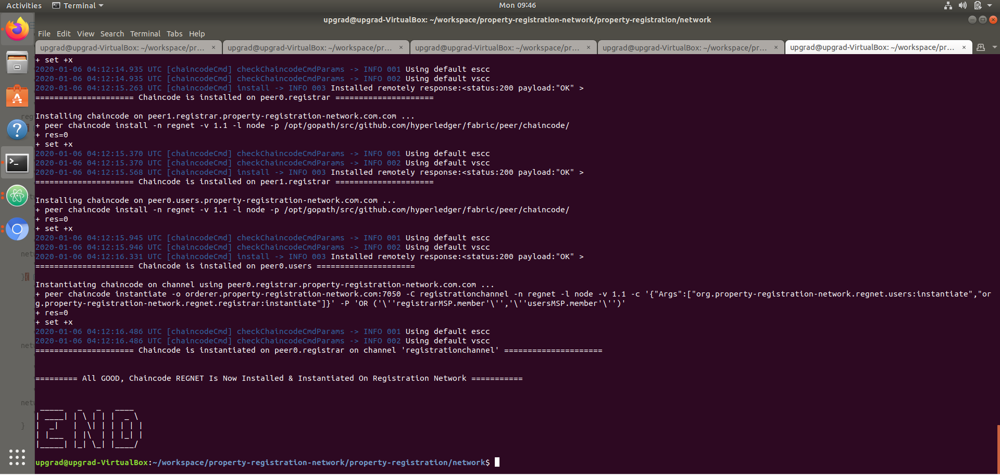 Activities Terminal Mon 09:46
upgrad@upgrad-VirtualBox: ~/workspace/property-registration-network/property-registration/network
File Edit View Search Terminal Tabs Help
upgrad@upgrad-VirtualBox: ~/workspace/pr... × upgrad@upgrad-VirtualBox: ~/workspace/pr... × upgrad@upgrad-VirtualBox: ~/workspace/pr... × upgrad@upgrad-VirtualBox: ~/workspace/pr... × upgrad@upgrad-VirtualBox: ~/workspace/pr... ×
+ set +x
2020-01-06 04:12:14.935 UTC [chaincodeCmd] checkChaincodeCmdParams -> INFO 001 Using default escc
2020-01-06 04:12:14.935 UTC [chaincodeCmd] checkChaincodeCmdParams -> INFO 002 Using default vscc
2020-01-06 04:12:15.263 UTC [chaincodeCmd] install -> INFO 003 Installed remotely response:<status:200 payload:"OK" >
===================== Chaincode is installed on peer0.registrar =====================
Installing chaincode on peer1.registrar.property-registration-network.com.com ...
+ peer chaincode install -n regnet -v 1.1 -l node -p /opt/gopath/src/github.com/hyperledger/fabric/peer/chaincode/
+ res=0
+ set +x
2020-01-06 04:12:15.370 UTC [chaincodeCmd] checkChaincodeCmdParams -> INFO 001 Using default escc
2020-01-06 04:12:15.370 UTC [chaincodeCmd] checkChaincodeCmdParams -> INFO 002 Using default vscc
2020-01-06 04:12:15.568 UTC [chaincodeCmd] install -> INFO 003 Installed remotely response:<status:200 payload:"OK" >
===================== Chaincode is installed on peer1.registrar =====================
Installing chaincode on peer0.users.property-registration-network.com.com ...
+ peer chaincode install -n regnet -v 1.1 -l node -p /opt/gopath/src/github.com/hyperledger/fabric/peer/chaincode/
+ res=0
+ set +x
2020-01-06 04:12:15.945 UTC [chaincodeCmd] checkChaincodeCmdParams -> INFO 001 Using default escc
2020-01-06 04:12:15.946 UTC [chaincodeCmd] checkChaincodeCmdParams -> INFO 002 Using default vscc
2020-01-06 04:12:16.331 UTC [chaincodeCmd] install -> INFO 003 Installed remotely response:<status:200 payload:"OK" >
===================== Chaincode is installed on peer0.users =====================
Instantiating chaincode on channel using peer0.registrar.property-registration-network.com.com ...
+ peer chaincode instantiate -o orderer.property-registration-network.com:7050 -C registrationchannel -n regnet -l node -v 1.1 -c '{"Args":["org.property-registration-network.regnet.users:instantiate","or
g.property-registration-network.regnet.registrar:instantiate"]}' -P 'OR ('\''registrarMSP.member'\'','\''usersMSP.member'\'')'
+ res=0
+ set +x
2020-01-06 04:12:16.486 UTC [chaincodeCmd] checkChaincodeCmdParams -> INFO 001 Using default escc
2020-01-06 04:12:16.486 UTC [chaincodeCmd] checkChaincodeCmdParams -> INFO 002 Using default vscc
===================== Chaincode is instantiated on peer0.registrar on channel 'registrationchannel' =====================
========= All GOOD, Chaincode REGNET Is Now Installed & Instantiated On Registration Network ===========
END
upgrad@upgrad-VirtualBox:~/workspace/property-registration-network/property-registration/network$